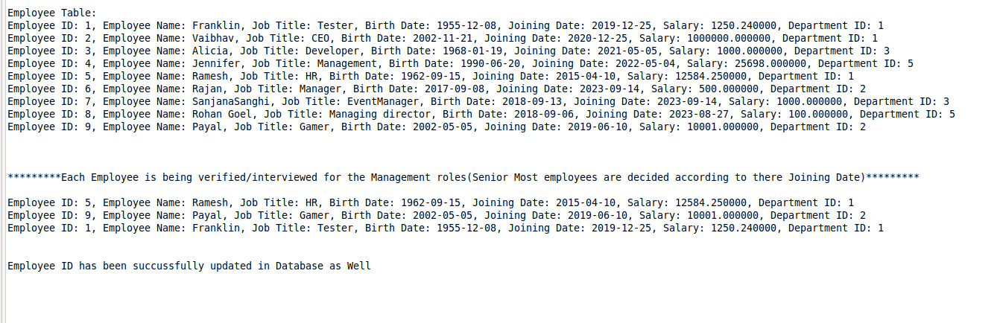 Employee Table:
Employee ID: 1, Employee Name: Franklin, Job Title: Tester, Birth Date: 1955-12-08, Joining Date: 2019-12-25, Salary: 1250.240000, Department ID: 1
Employee ID: 2, Employee Name: Vaibhav, Job Title: CEO, Birth Date: 2002-11-21, Joining Date: 2020-12-25, Salary: 1000000.000000, Department ID: 1
Employee ID: 3, Employee Name: Alicia, Job Title: Developer, Birth Date: 1968-01-19, Joining Date: 2021-05-05, Salary: 1000.000000, Department ID: 3
Employee ID: 4, Employee Name: Jennifer, Job Title: Management, Birth Date: 1990-06-20, Joining Date: 2022-05-04, Salary: 25698.000000, Department ID: 5
Employee ID: 5, Employee Name: Ramesh, Job Title: HR, Birth Date: 1962-09-15, Joining Date: 2015-04-10, Salary: 12584.250000, Department ID: 1
Employee ID: 6, Employee Name: Rajan, Job Title: Manager, Birth Date: 2017-09-08, Joining Date: 2023-09-14, Salary: 500.000000, Department ID: 2
Employee ID: 7, Employee Name: SanjanaSanghi, Job Title: EventManager, Birth Date: 2018-09-13, Joining Date: 2023-09-14, Salary: 1000.000000, Department ID: 3
Employee ID: 8, Employee Name: Rohan Goel, Job Title: Managing director, Birth Date: 2018-09-06, Joining Date: 2023-08-27, Salary: 100.000000, Department ID: 5
Employee ID: 9, Employee Name: Payal, Job Title: Gamer, Birth Date: 2002-05-05, Joining Date: 2019-06-10, Salary: 10001.000000, Department ID: 2
*********Each Employee is being verified/interviewed for the Management roles(Senior Most employees are decided according to there Joining Date)*********
Employee ID: 5, Employee Name: Ramesh, Job Title: HR, Birth Date: 1962-09-15, Joining Date: 2015-04-10, Salary: 12584.250000, Department ID: 1
Employee ID: 9, Employee Name: Payal, Job Title: Gamer, Birth Date: 2002-05-05, Joining Date: 2019-06-10, Salary: 10001.000000, Department ID: 2
Employee ID: 1, Employee Name: Franklin, Job Title: Tester, Birth Date: 1955-12-08, Joining Date: 2019-12-25, Salary: 1250.240000, Department ID: 1
Employee ID has been succussfully updated in Database as Well